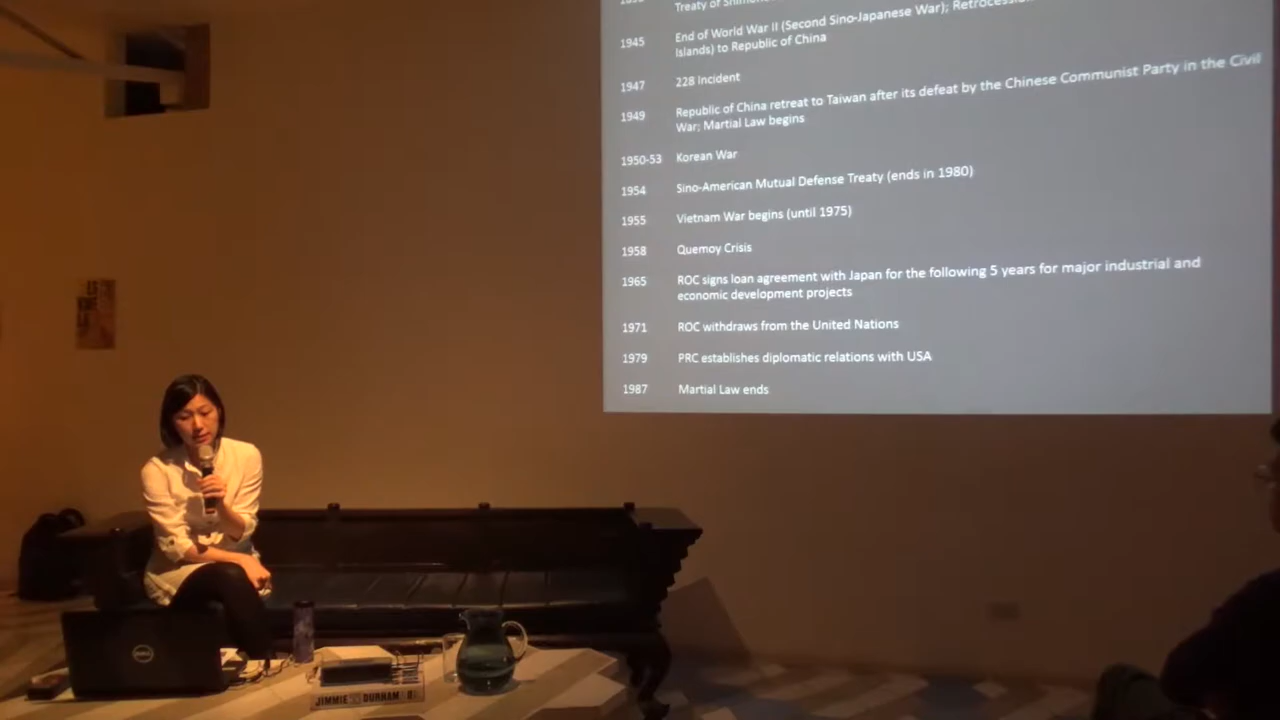 Treaty of
1945 End of World War II (Second Sino-Japanese War);
Islands) to Republic of China
1947 228 Incident
1949 Republic of China retreat to Taiwan after its defeat by the Chinese Communist Party in the Civil
War; Martial Law begins
1950-53 Korean War
1954 Sino-American Mutual Defense Treaty (ends in 1980)
1955 Vietnam War begins (until 1975)
1958 Quemoy Crisis
1965 ROC signs loan agreement with Japan for the following 5 years for major industrial and
economic development projects
1971 ROC withdraws from the United Nations
1979 PRC establishes diplomatic relations with USA
1987 Martial Law ends
DELL
JIMMIE DURHAM